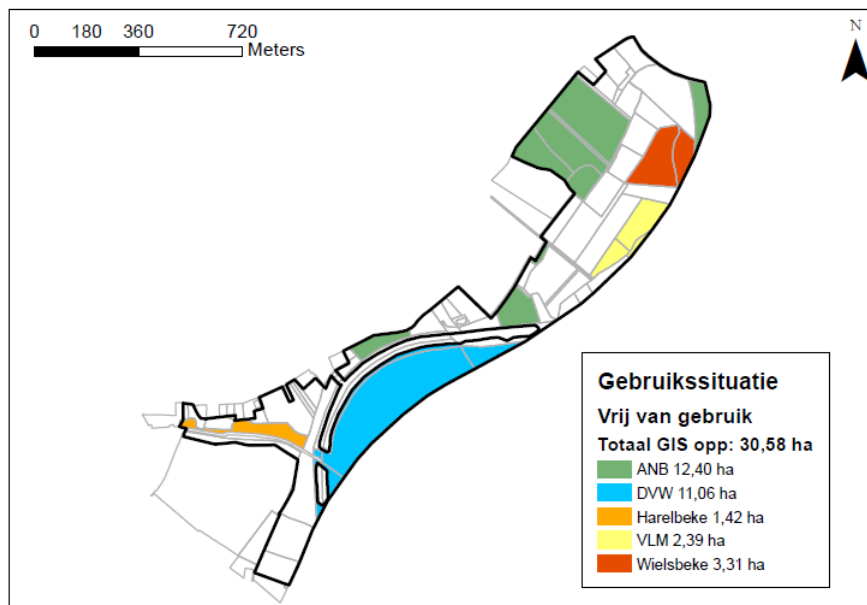 0 180 360 720
Meters
N
Gebruikssituatie
Vrij van gebruik
Totaal GIS opp: 30,58 ha
ANB 12,40 ha
DVW 11,06 ha
Harelbeke 1,42 ha
VLM 2,39 ha
Wielsbeke 3,31 ha